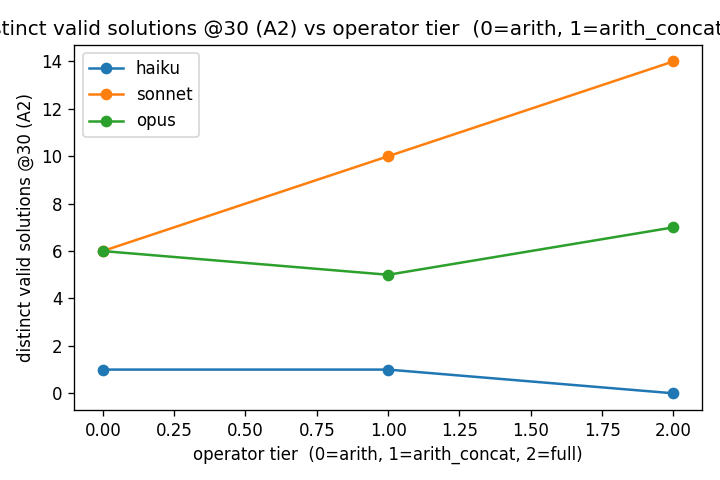 tinct valid solutions @30 (A2) vs operator tier  (0=arith, 1=arith_concat
haiku
sonnet
opus
distinct valid solutions @30 (A2)
14
12
10
8
6
4
2
0
0.00 0.25 0.50 0.75 1.00 1.25 1.50 1.75 2.00
operator tier  (0=arith, 1=arith_concat, 2=full)